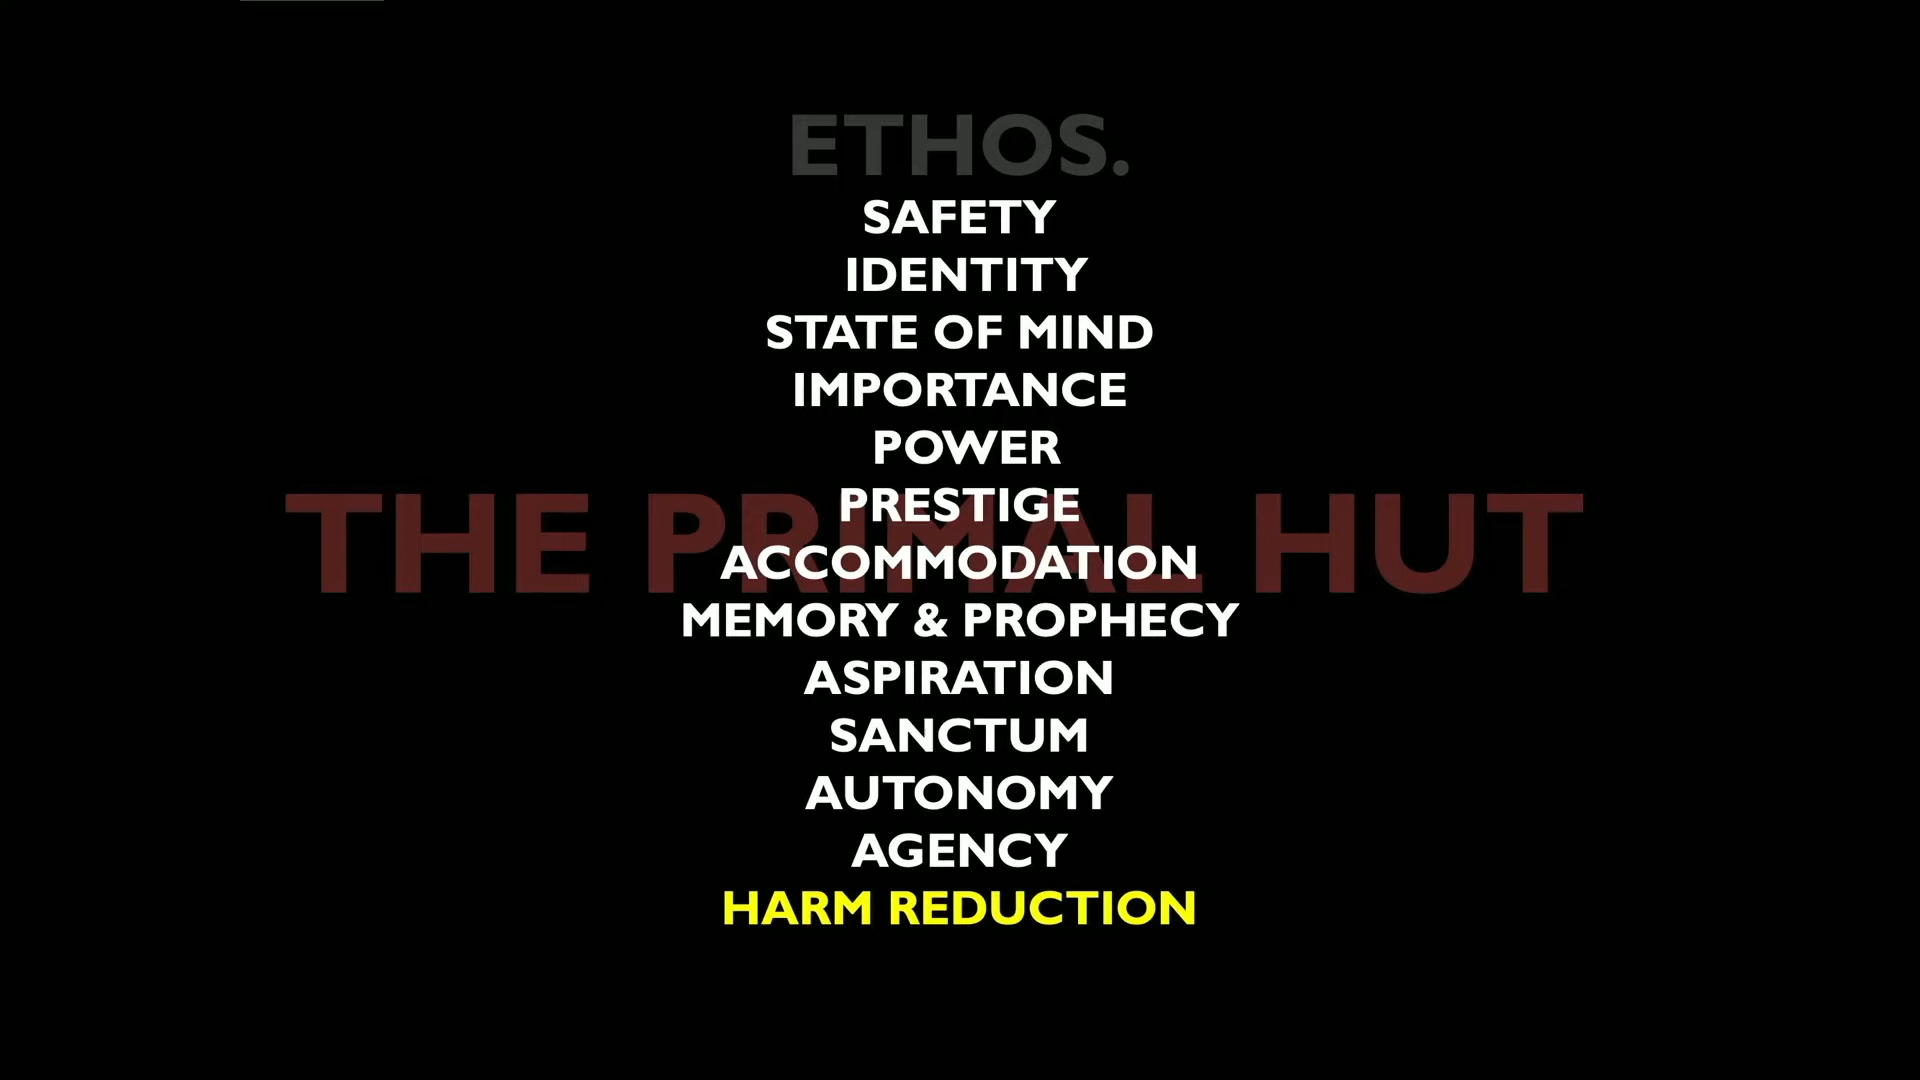 ETHOS.
SAFETY
IDENTITY
STATE OF MIND
IMPORTANCE
POWER
PRESTIGE
THE PRIMAL HUT
ACCOMMODATION
MEMORY & PROPHECY
ASPIRATION
SANCTUM
AUTONOMY
AGENCY
HARM REDUCTION